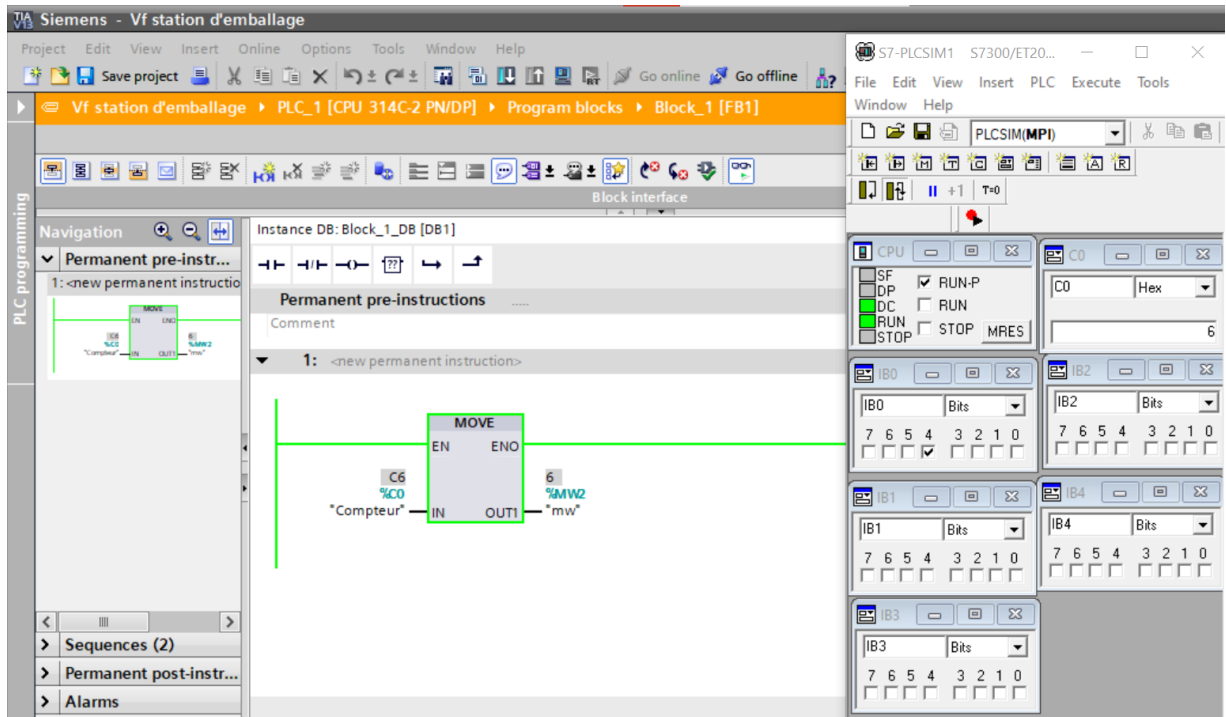 TIA V13 Siemens - Vf station d'emballage
Project Edit View Insert Online Options Tools Window Help
Save project Go online Go offline
Vf station d'emballage PLC_1 [CPU 314C-2 PN/DP] Program blocks Block_1 [FB1]
Block interface
PLC programming
Navigation
Permanent pre-instr...
1: <new permanent instructio
MOVE
EN ENO
C6 6
%C0 %MW2
"Compteur" IN OUT1 "mw"
Sequences (2)
Permanent post-instr...
Alarms
Instance DB: Block_1_DB [DB1]
??
Permanent pre-instructions .....
Comment
1: <new permanent instruction>
MOVE
EN ENO
C6 6
%C0 %MW2
"Compteur" IN OUT1 "mw"
S7-PLCSIM1 S7300/ET20...
File Edit View Insert PLC Execute Tools
Window Help
PLCSIM(MPI)
+1 T=0
CPU
SF RUN-P
DP
DC RUN
RUN STOP MRES
STOP
C0
C0 Hex
6
IB0
IB0 Bits
7 6 5 4 3 2 1 0
IB2
IB2 Bits
7 6 5 4 3 2 1 0
IB1
IB1 Bits
7 6 5 4 3 2 1 0
IB4
IB4 Bits
7 6 5 4 3 2 1 0
IB3
IB3 Bits
7 6 5 4 3 2 1 0